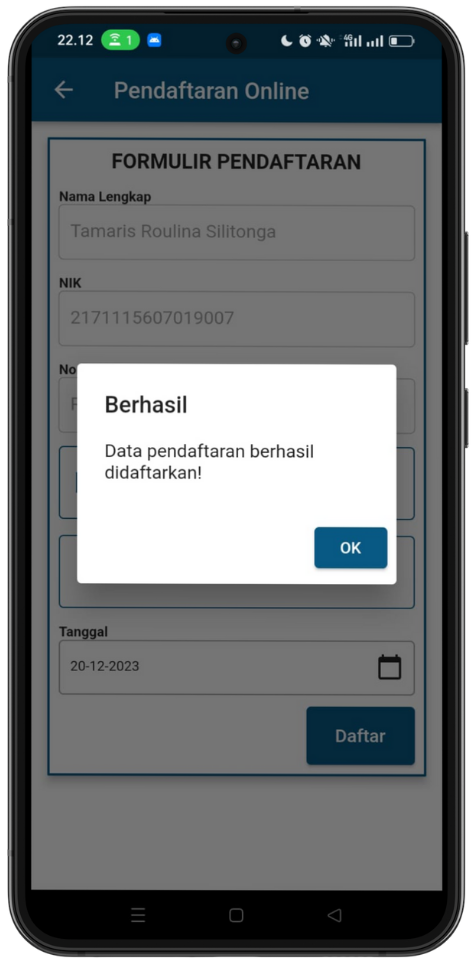 22.12
1
4G
Pendaftaran Online
FORMULIR PENDAFTARAN
Nama Lengkap
Tamaris Roulina Silitonga
NIK
2171115607019007
No
Berhasil
Data pendaftaran berhasil
didaftarkan!
OK
Tanggal
20-12-2023
Daftar